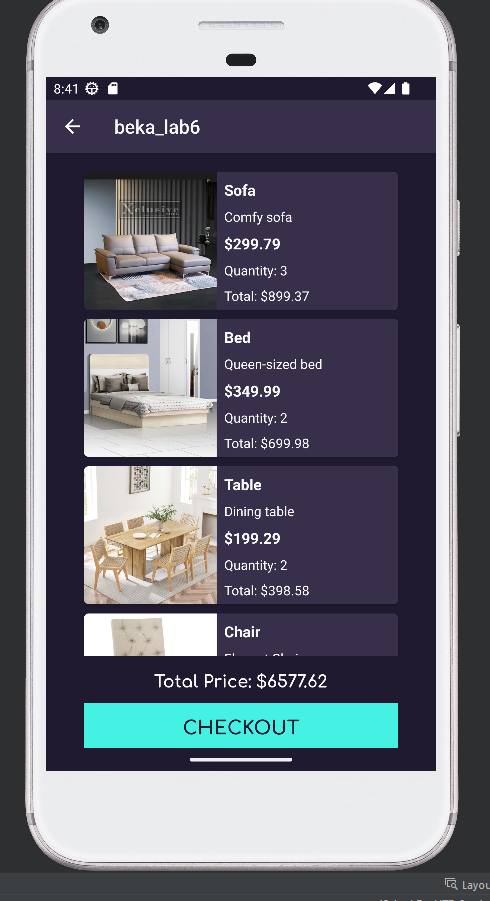 8:41
beka_lab6
Xclusive
Sofa
Comfy sofa
$299.79
Quantity: 3
Total: $899.37
Bed
Queen-sized bed
$349.99
Quantity: 2
Total: $699.98
Table
Dining table
$199.29
Quantity: 2
Total: $398.58
Chair
Total Price: $6577.62
CHECKOUT
Layou